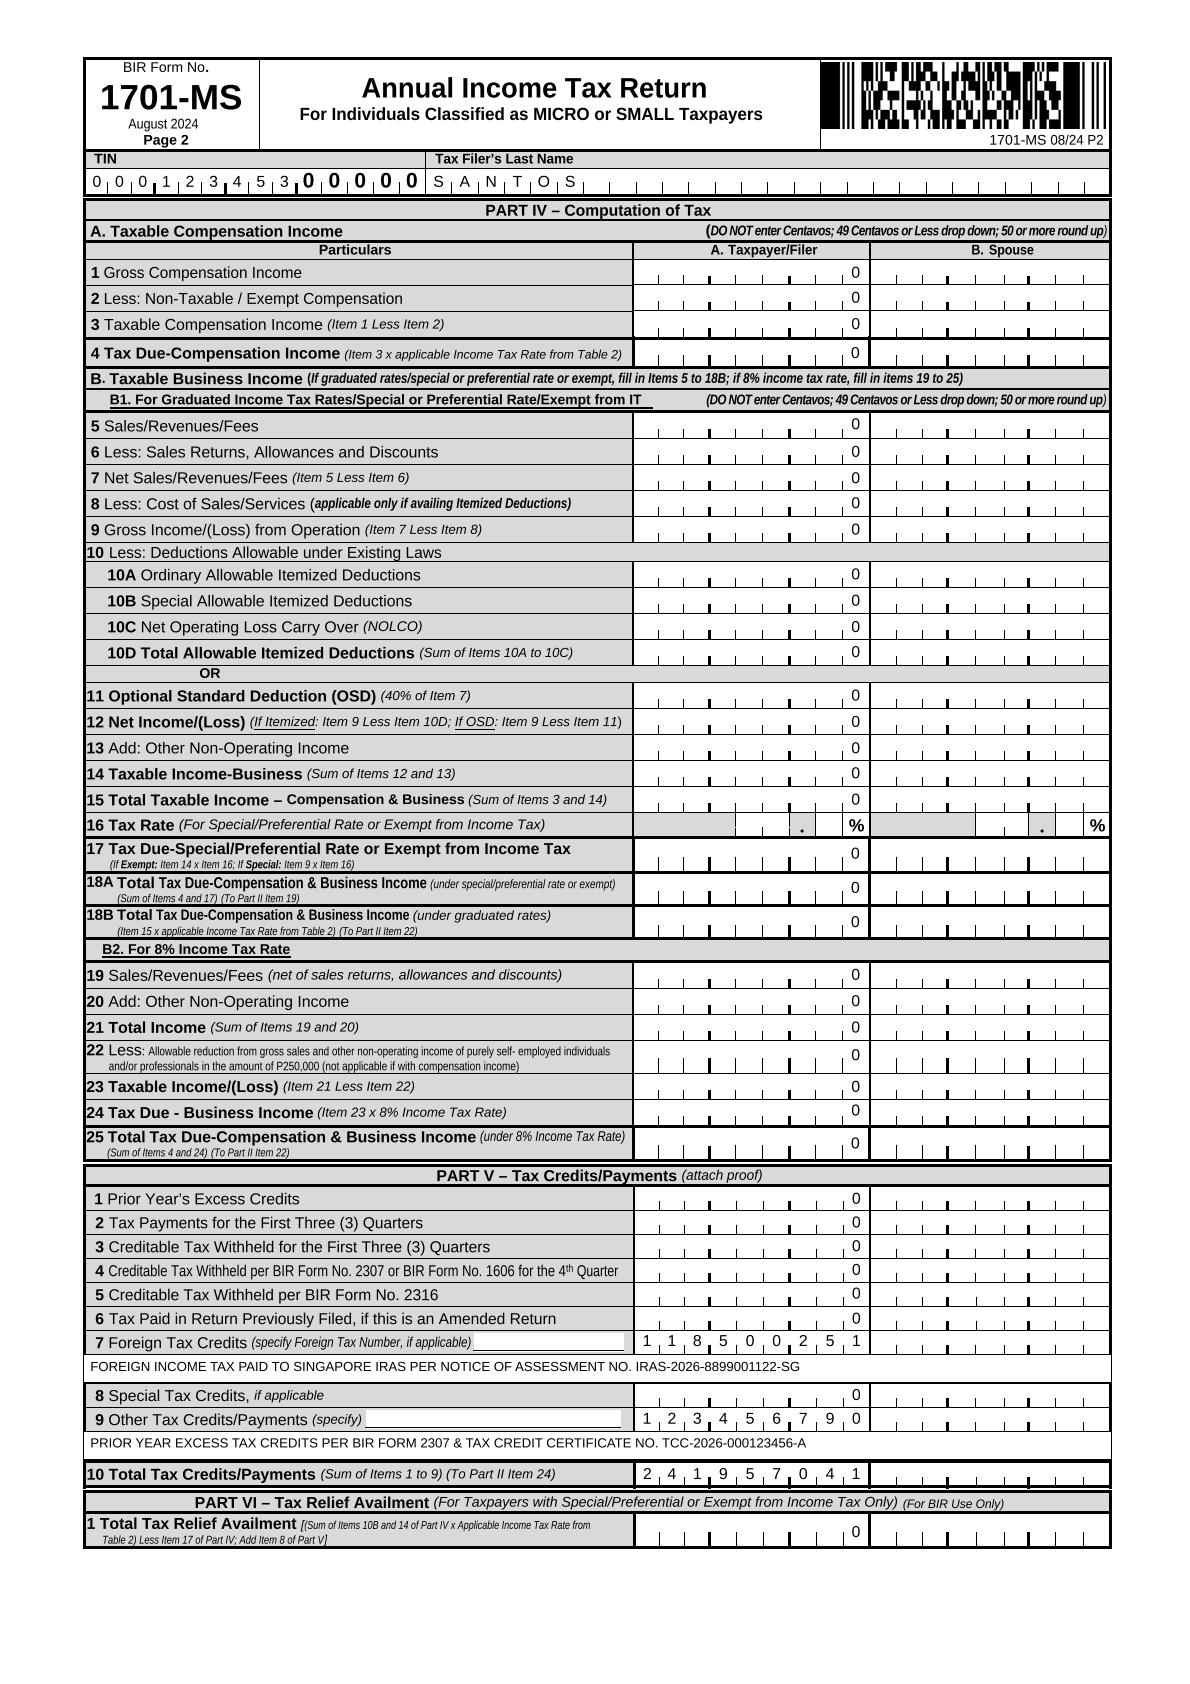 BIR Form No.
1701-MS
August 2024
Page 2
Annual Income Tax Return
For Individuals Classified as MICRO or SMALL Taxpayers
1701-MS 08/24 P2
TIN Tax Filer's Last Name
0 0 0 1 2 3 4 5 3 0 0 0 0 0 S A N T O S
PART IV – Computation of Tax
A. Taxable Compensation Income (DO NOT enter Centavos; 49 Centavos or Less drop down; 50 or more round up)
Particulars A. Taxpayer/Filer B. Spouse
1 Gross Compensation Income 0
2 Less: Non-Taxable / Exempt Compensation 0
3 Taxable Compensation Income (Item 1 Less Item 2) 0
4 Tax Due-Compensation Income (Item 3 x applicable Income Tax Rate from Table 2) 0
B. Taxable Business Income (If graduated rates/special or preferential rate or exempt, fill in Items 5 to 18B; if 8% income tax rate, fill in items 19 to 25)
B1. For Graduated Income Tax Rates/Special or Preferential Rate/Exempt from IT (DO NOT enter Centavos; 49 Centavos or Less drop down; 50 or more round up)
5 Sales/Revenues/Fees 0
6 Less: Sales Returns, Allowances and Discounts 0
7 Net Sales/Revenues/Fees (Item 5 Less Item 6) 0
8 Less: Cost of Sales/Services (applicable only if availing Itemized Deductions) 0
9 Gross Income/(Loss) from Operation (Item 7 Less Item 8) 0
10 Less: Deductions Allowable under Existing Laws
10A Ordinary Allowable Itemized Deductions 0
10B Special Allowable Itemized Deductions 0
10C Net Operating Loss Carry Over (NOLCO) 0
10D Total Allowable Itemized Deductions (Sum of Items 10A to 10C) 0
OR
11 Optional Standard Deduction (OSD) (40% of Item 7) 0
12 Net Income/(Loss) (If Itemized: Item 9 Less Item 10D; If OSD: Item 9 Less Item 11) 0
13 Add: Other Non-Operating Income 0
14 Taxable Income-Business (Sum of Items 12 and 13) 0
15 Total Taxable Income – Compensation & Business (Sum of Items 3 and 14) 0
16 Tax Rate (For Special/Preferential Rate or Exempt from Income Tax) . % . %
17 Tax Due-Special/Preferential Rate or Exempt from Income Tax 0
(If Exempt: Item 14 x Item 16; If Special: Item 9 x Item 16)
18A Total Tax Due-Compensation & Business Income (under special/preferential rate or exempt) 0
(Sum of Items 4 and 17) (To Part II Item 19)
18B Total Tax Due-Compensation & Business Income (under graduated rates) 0
(Item 15 x applicable Income Tax Rate from Table 2) (To Part II Item 22)
B2. For 8% Income Tax Rate
19 Sales/Revenues/Fees (net of sales returns, allowances and discounts) 0
20 Add: Other Non-Operating Income 0
21 Total Income (Sum of Items 19 and 20) 0
22 Less: Allowable reduction from gross sales and other non-operating income of purely self- employed individuals 0
and/or professionals in the amount of P250,000 (not applicable if with compensation income)
23 Taxable Income/(Loss) (Item 21 Less Item 22) 0
24 Tax Due - Business Income (Item 23 x 8% Income Tax Rate) 0
25 Total Tax Due-Compensation & Business Income (under 8% Income Tax Rate) 0
(Sum of Items 4 and 24) (To Part II Item 22)
PART V – Tax Credits/Payments (attach proof)
1 Prior Year's Excess Credits 0
2 Tax Payments for the First Three (3) Quarters 0
3 Creditable Tax Withheld for the First Three (3) Quarters 0
4 Creditable Tax Withheld per BIR Form No. 2307 or BIR Form No. 1606 for the 4th Quarter 0
5 Creditable Tax Withheld per BIR Form No. 2316 0
6 Tax Paid in Return Previously Filed, if this is an Amended Return 0
7 Foreign Tax Credits (specify Foreign Tax Number, if applicable) 1 1 8 5 0 0 2 5 1
FOREIGN INCOME TAX PAID TO SINGAPORE IRAS PER NOTICE OF ASSESSMENT NO. IRAS-2026-8899001122-SG
8 Special Tax Credits, if applicable 0
9 Other Tax Credits/Payments (specify) 1 2 3 4 5 6 7 9 0
PRIOR YEAR EXCESS TAX CREDITS PER BIR FORM 2307 & TAX CREDIT CERTIFICATE NO. TCC-2026-000123456-A
10 Total Tax Credits/Payments (Sum of Items 1 to 9) (To Part II Item 24) 2 4 1 9 5 7 0 4 1
PART VI – Tax Relief Availment (For Taxpayers with Special/Preferential or Exempt from Income Tax Only) (For BIR Use Only)
1 Total Tax Relief Availment [(Sum of Items 10B and 14 of Part IV x Applicable Income Tax Rate from 0
Table 2) Less Item 17 of Part IV; Add Item 8 of Part V]